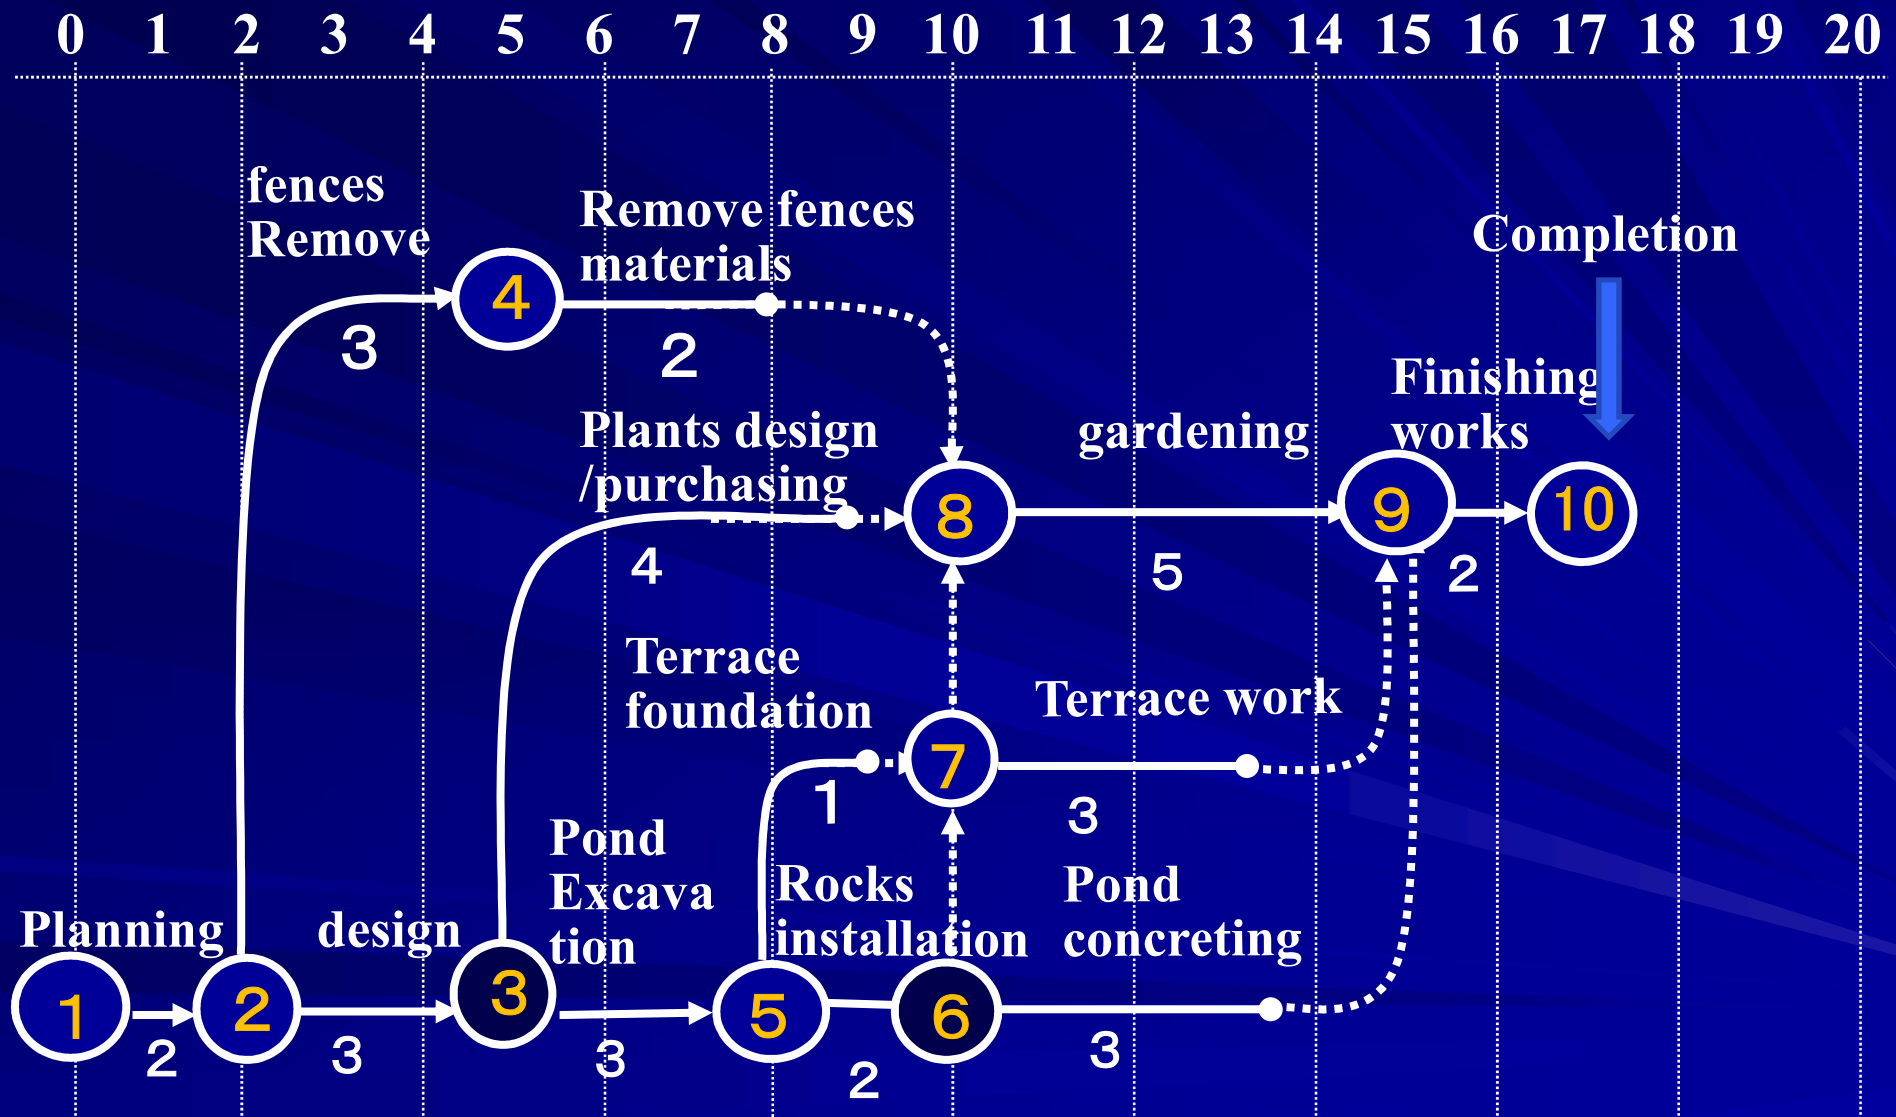 0 1 2 3 4 5 6 7 8 9 10 11 12 13 14 15 16 17 18 19 20
fences
Remove
Remove fences
materials
Completion
4
3
2
Finishing
works
Plants design
/purchasing
gardening
8
9
10
4
5
2
Terrace
foundation
Terrace work
7
1
3
Pond
Excava
tion
Rocks
installation
Pond
concreting
Planning
design
1
2
3
5
6
2
3
3
2
3